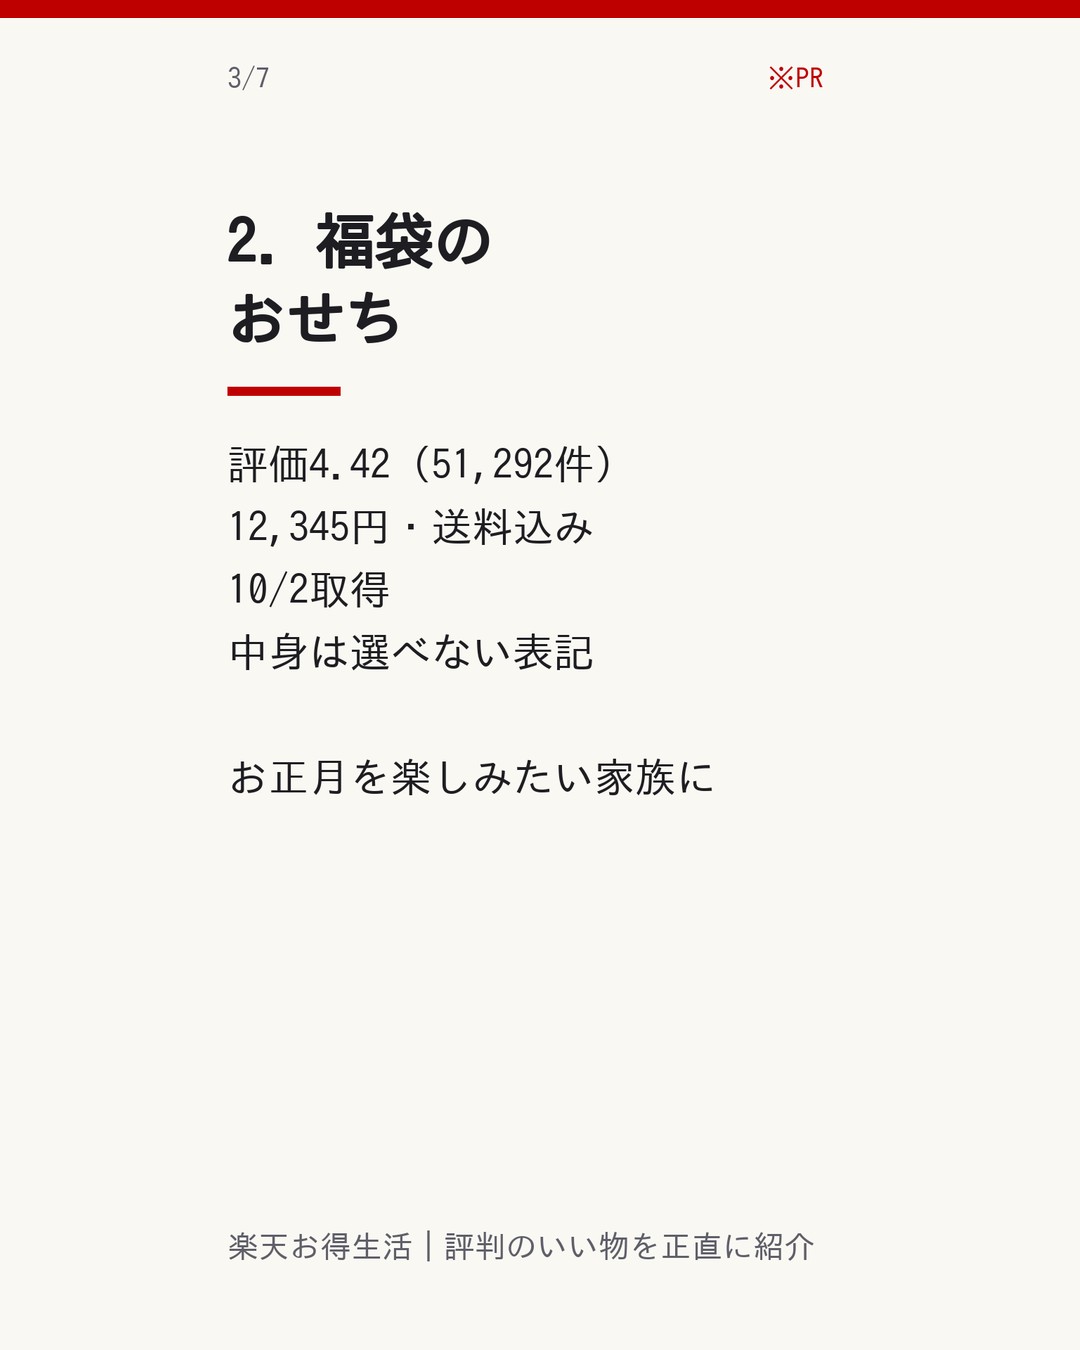 3/7
※PR
2. 福袋の
おせち
評価4.42（51,292件）
12,345円・送料込み
10/2取得
中身は選べない表記
お正月を楽しみたい家族に
楽天お得生活｜評判のいい物を正直に紹介